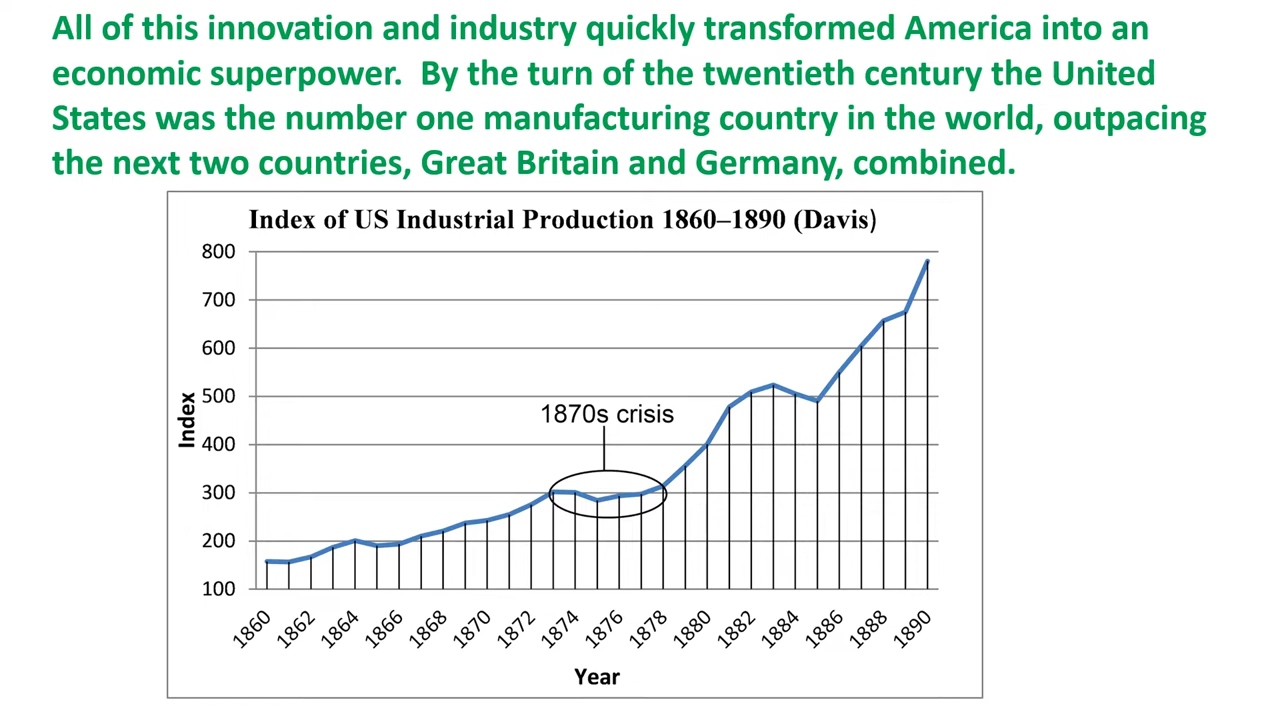 All of this innovation and industry quickly transformed America into an
economic superpower.  By the turn of the twentieth century the United
States was the number one manufacturing country in the world, outpacing
the next two countries, Great Britain and Germany, combined.
Index of US Industrial Production 1860–1890 (Davis)
800
700
600
500
400
300
200
100
Index
1870s crisis
1860 1862 1864 1866 1868 1870 1872 1874 1876 1878 1880 1882 1884 1886 1888 1890
Year